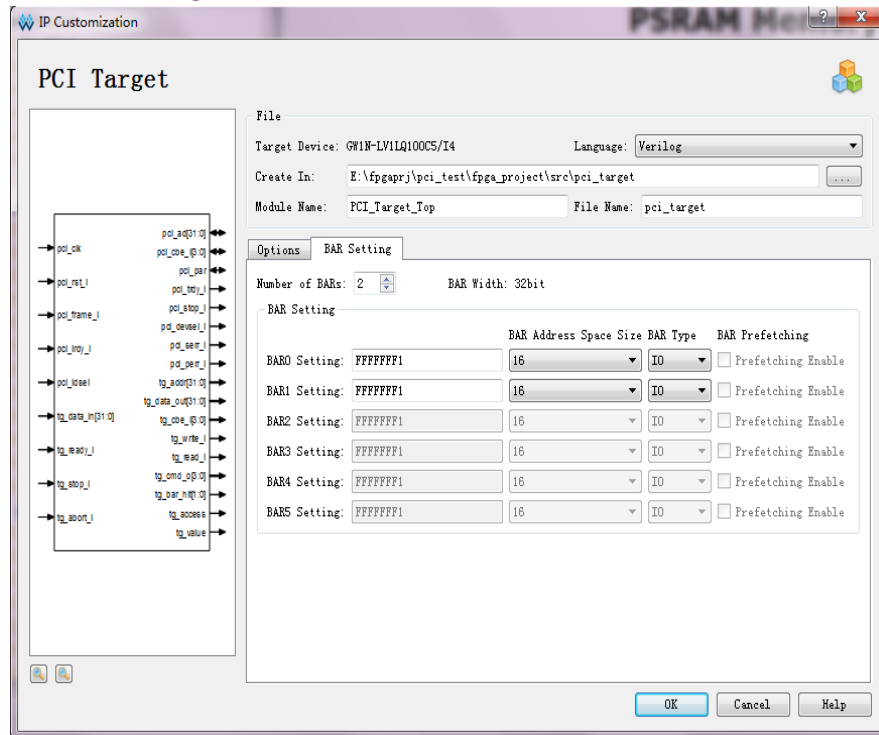 IP Customization
PCI Target
File
Target Device: GW1N-LV1LQ100C5/I4 Language: Verilog
Create In: E:\fpgaprj\pci_test\fpga_project\src\pci_target ...
Module Name: PCI_Target_Top File Name: pci_target
Options BAR Setting
Number of BARs: 2 BAR Width: 32bit
BAR Setting
BAR Address Space Size BAR Type BAR Prefetching
BAR0 Setting: FFFFFFF1 16 IO Prefetching Enable
BAR1 Setting: FFFFFFF1 16 IO Prefetching Enable
BAR2 Setting: FFFFFFF1 16 IO Prefetching Enable
BAR3 Setting: FFFFFFF1 16 IO Prefetching Enable
BAR4 Setting: FFFFFFF1 16 IO Prefetching Enable
BAR5 Setting: FFFFFFF1 16 IO Prefetching Enable
pci_clk
pci_rst_l
pci_frame_l
pci_irdy_l
pci_idsel
tg_data_in[31:0]
tg_ready_l
tg_stop_l
tg_abort_l
pci_ad[31:0]
pci_cbe_l[3:0]
pci_par
pci_trdy_l
pci_stop_l
pci_devsel_l
pci_serr_l
pci_perr_l
tg_addr[31:0]
tg_data_out[31:0]
tg_cbe_l[3:0]
tg_write_l
tg_read_l
tg_cmd_o[3:0]
tg_bar_hit[1:0]
tg_access
tg_value
OK Cancel Help